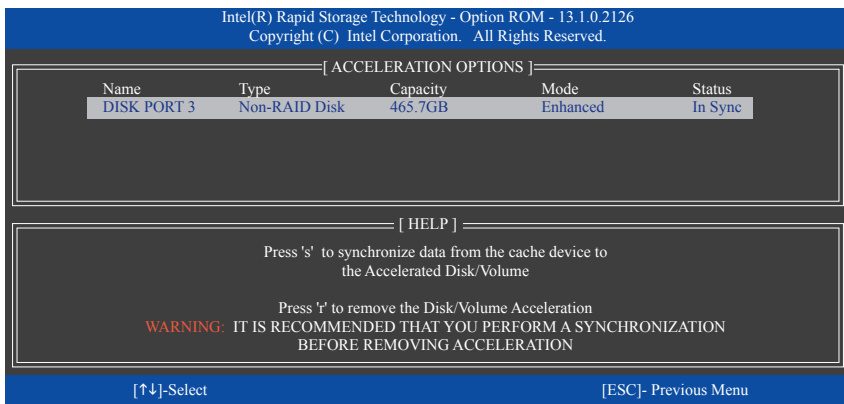 Intel(R) Rapid Storage Technology - Option ROM - 13.1.0.2126
Copyright (C) Intel Corporation. All Rights Reserved.
[ ACCELERATION OPTIONS ]
Name Type Capacity Mode Status
DISK PORT 3 Non-RAID Disk 465.7GB Enhanced In Sync
[ HELP ]
Press 's' to synchronize data from the cache device to
the Accelerated Disk/Volume
Press 'r' to remove the Disk/Volume Acceleration
WARNING: IT IS RECOMMENDED THAT YOU PERFORM A SYNCHRONIZATION
BEFORE REMOVING ACCELERATION
[↑↓]-Select [ESC]- Previous Menu